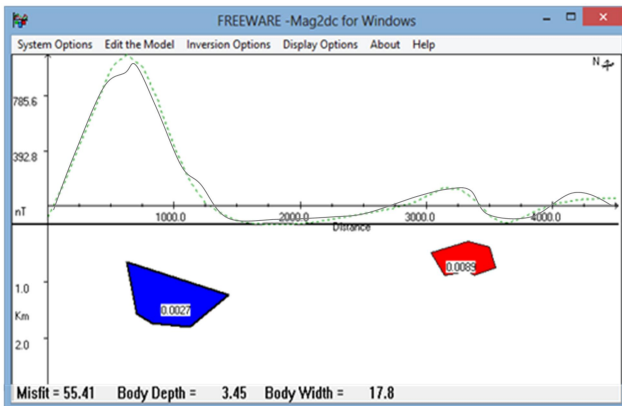 FREEWARE -Mag2dc for Windows
System Options Edit the Model Inversion Options Display Options About Help
N
785.6
392.8
nT
1000.0 2000.0 3000.0 4000.0
Distance
0.0089
1.0
0.0027
Km
2.0
Misfit = 55.41 Body Depth = 3.45 Body Width = 17.8